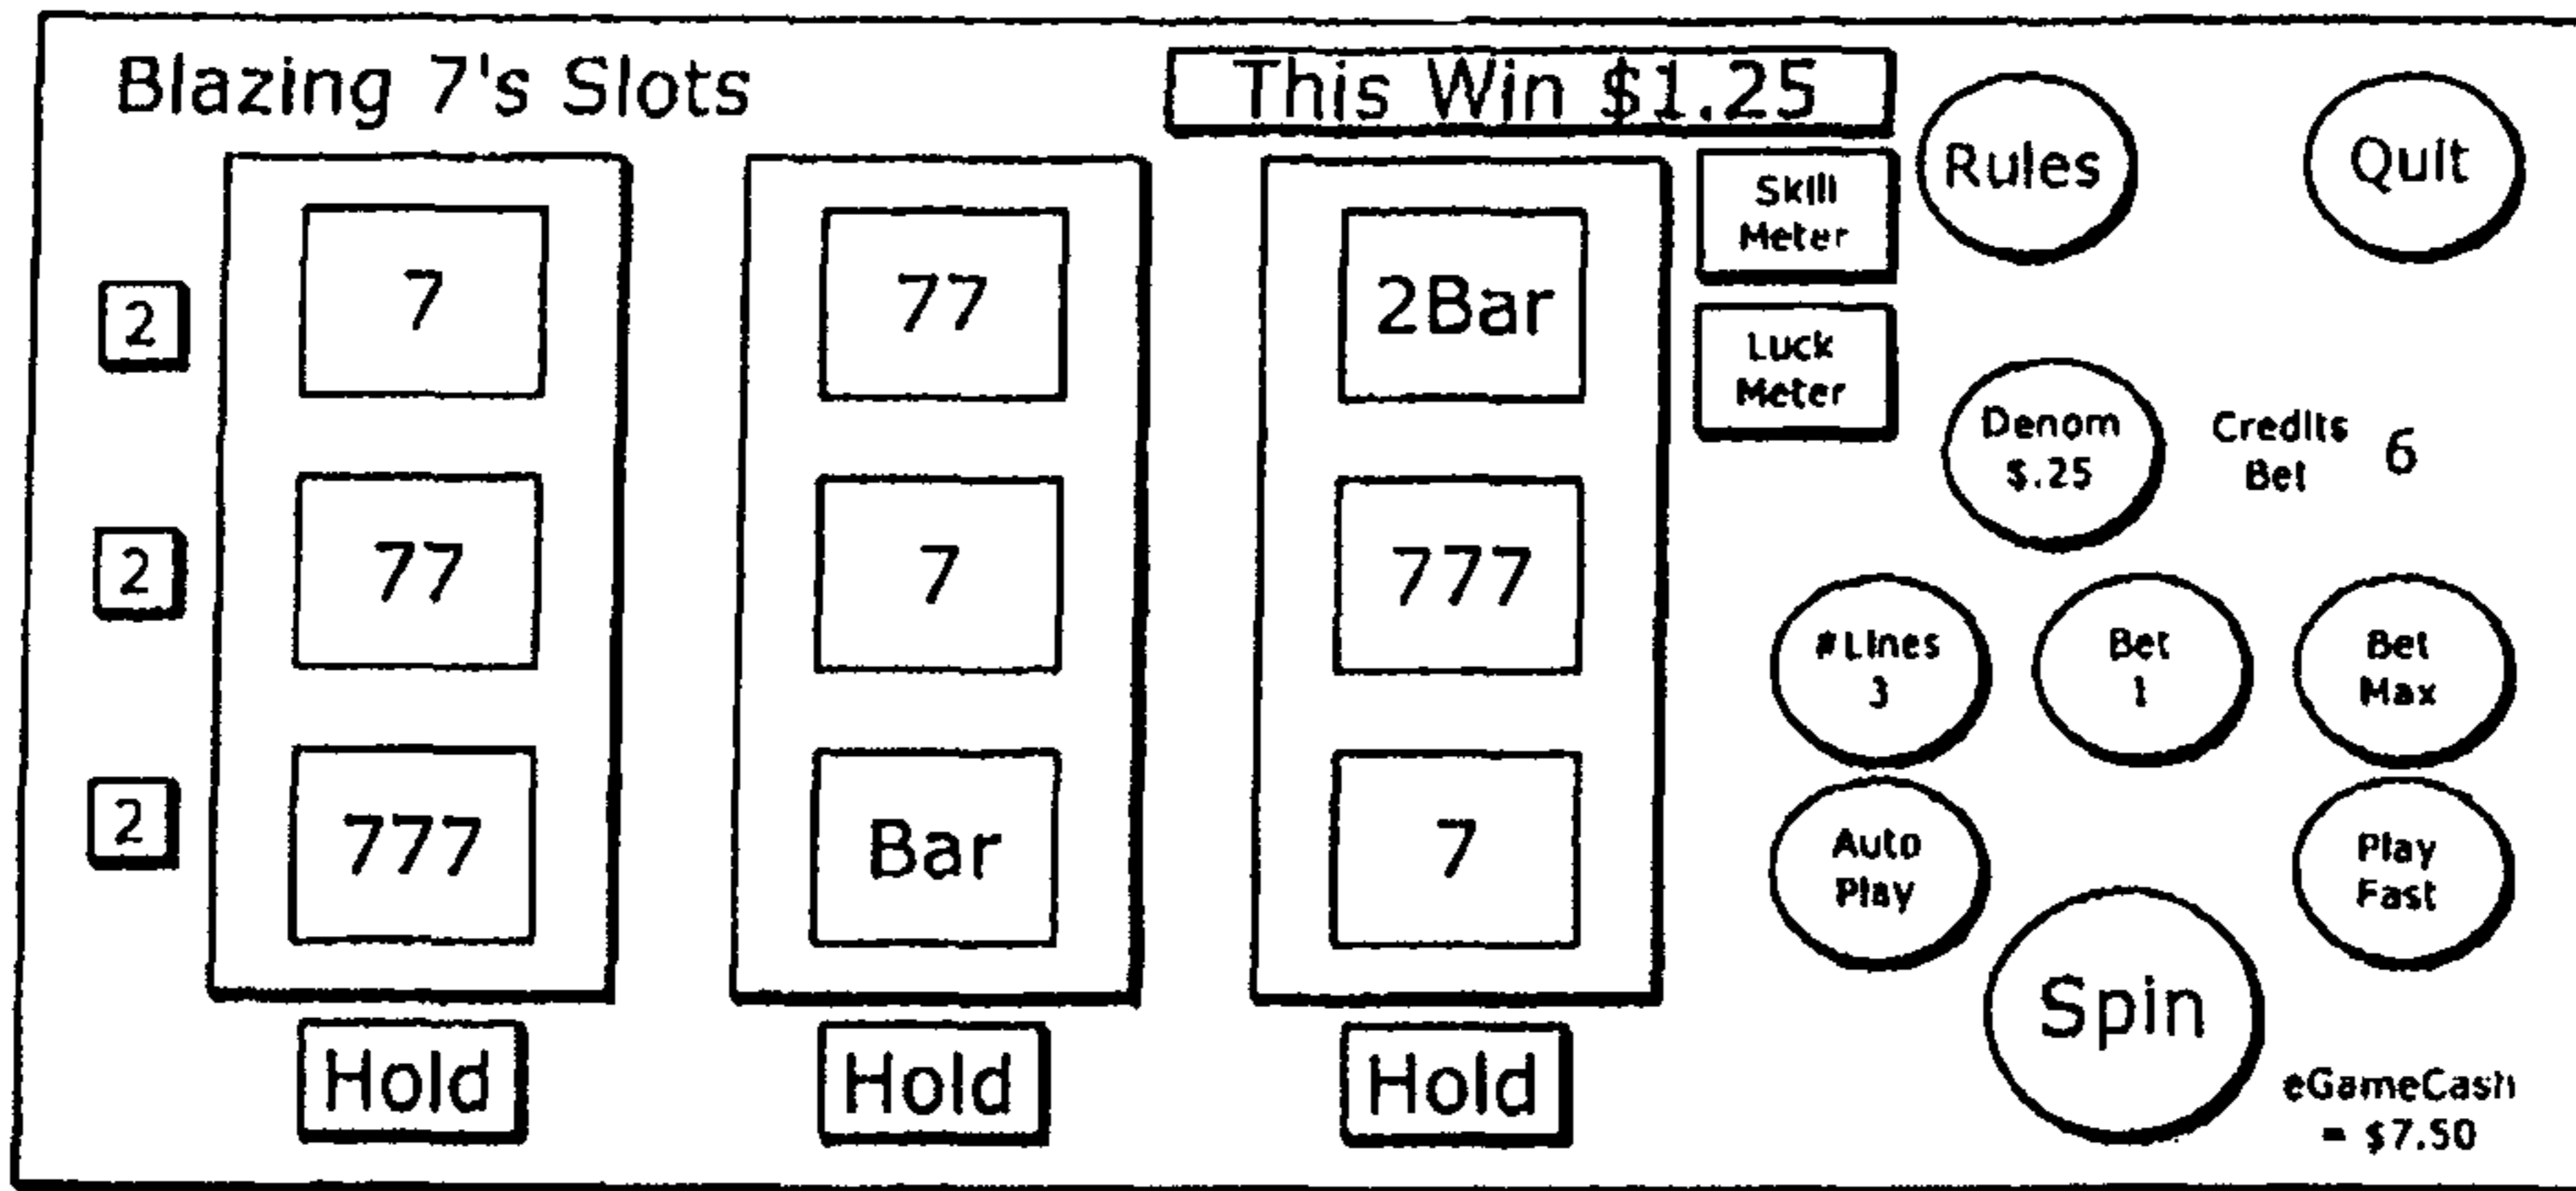 Blazing 7's Slots
This Win $1.25
Rules
Quit
Skill
Meter
Luck
Meter
2
7
77
2Bar
Denom
$.25
Credits
Bet
6
2
77
7
777
#Lines
3
Bet
1
Bet
Max
2
777
Bar
7
Auto
Play
Play
Fast
Spin
Hold
Hold
Hold
eGameCash
= $7.50